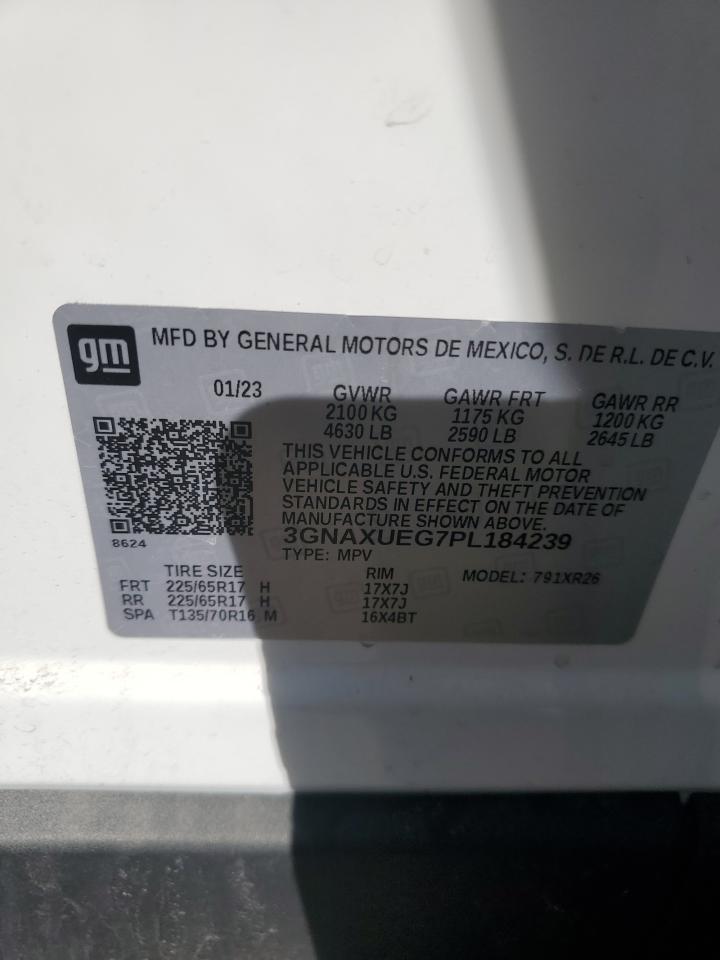 gm
MFD BY GENERAL MOTORS DE MEXICO, S. DE R.L. DE C.V.
01/23 GVWR GAWR FRT GAWR RR
2100 KG 1175 KG 1200 KG
4630 LB 2590 LB 2645 LB
THIS VEHICLE CONFORMS TO ALL
APPLICABLE U.S. FEDERAL MOTOR
VEHICLE SAFETY AND THEFT PREVENTION
STANDARDS IN EFFECT ON THE DATE OF
MANUFACTURE SHOWN ABOVE.
8624 3GNAXUEG7PL184239
TYPE: MPV
TIRE SIZE RIM MODEL: 791XR26
FRT 225/65R17 H 17X7J
RR 225/65R17 H 17X7J
SPA T135/70R16 M 16X4BT